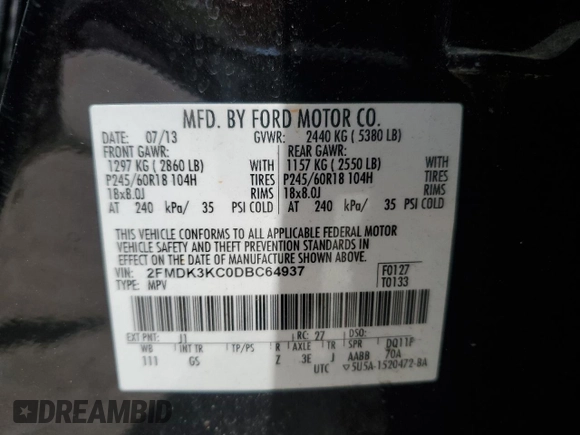 MFD. BY FORD MOTOR CO.
DATE: 07/13 GVWR: 2440 KG ( 5380 LB)
FRONT GAWR: REAR GAWR:
1297 KG ( 2860 LB) WITH 1157 KG ( 2550 LB) WITH
P245/60R18 104H TIRES P245/60R18 104H TIRES
18x8.0J RIMS 18x8.0J RIMS
AT 240 kPa/ 35 PSI COLD AT 240 kPa/ 35 PSI COLD
THIS VEHICLE CONFORMS TO ALL APPLICABLE FEDERAL MOTOR
VEHICLE SAFETY AND THEFT PREVENTION STANDARDS IN
EFFECT ON THE DATE OF MANUFACTURE SHOWN ABOVE.
VIN: 2FMDK3KC0DBC64937 F0127
TYPE: MPV T0133
EXT PNT: J1 RC: 27 DSO:
WB INT TR TP/PS R AXLE TR SPR DQ11P
111 GS Z 3E J AABB 70A
UTC ▽5U5A-1520472-BA
DREAMBID